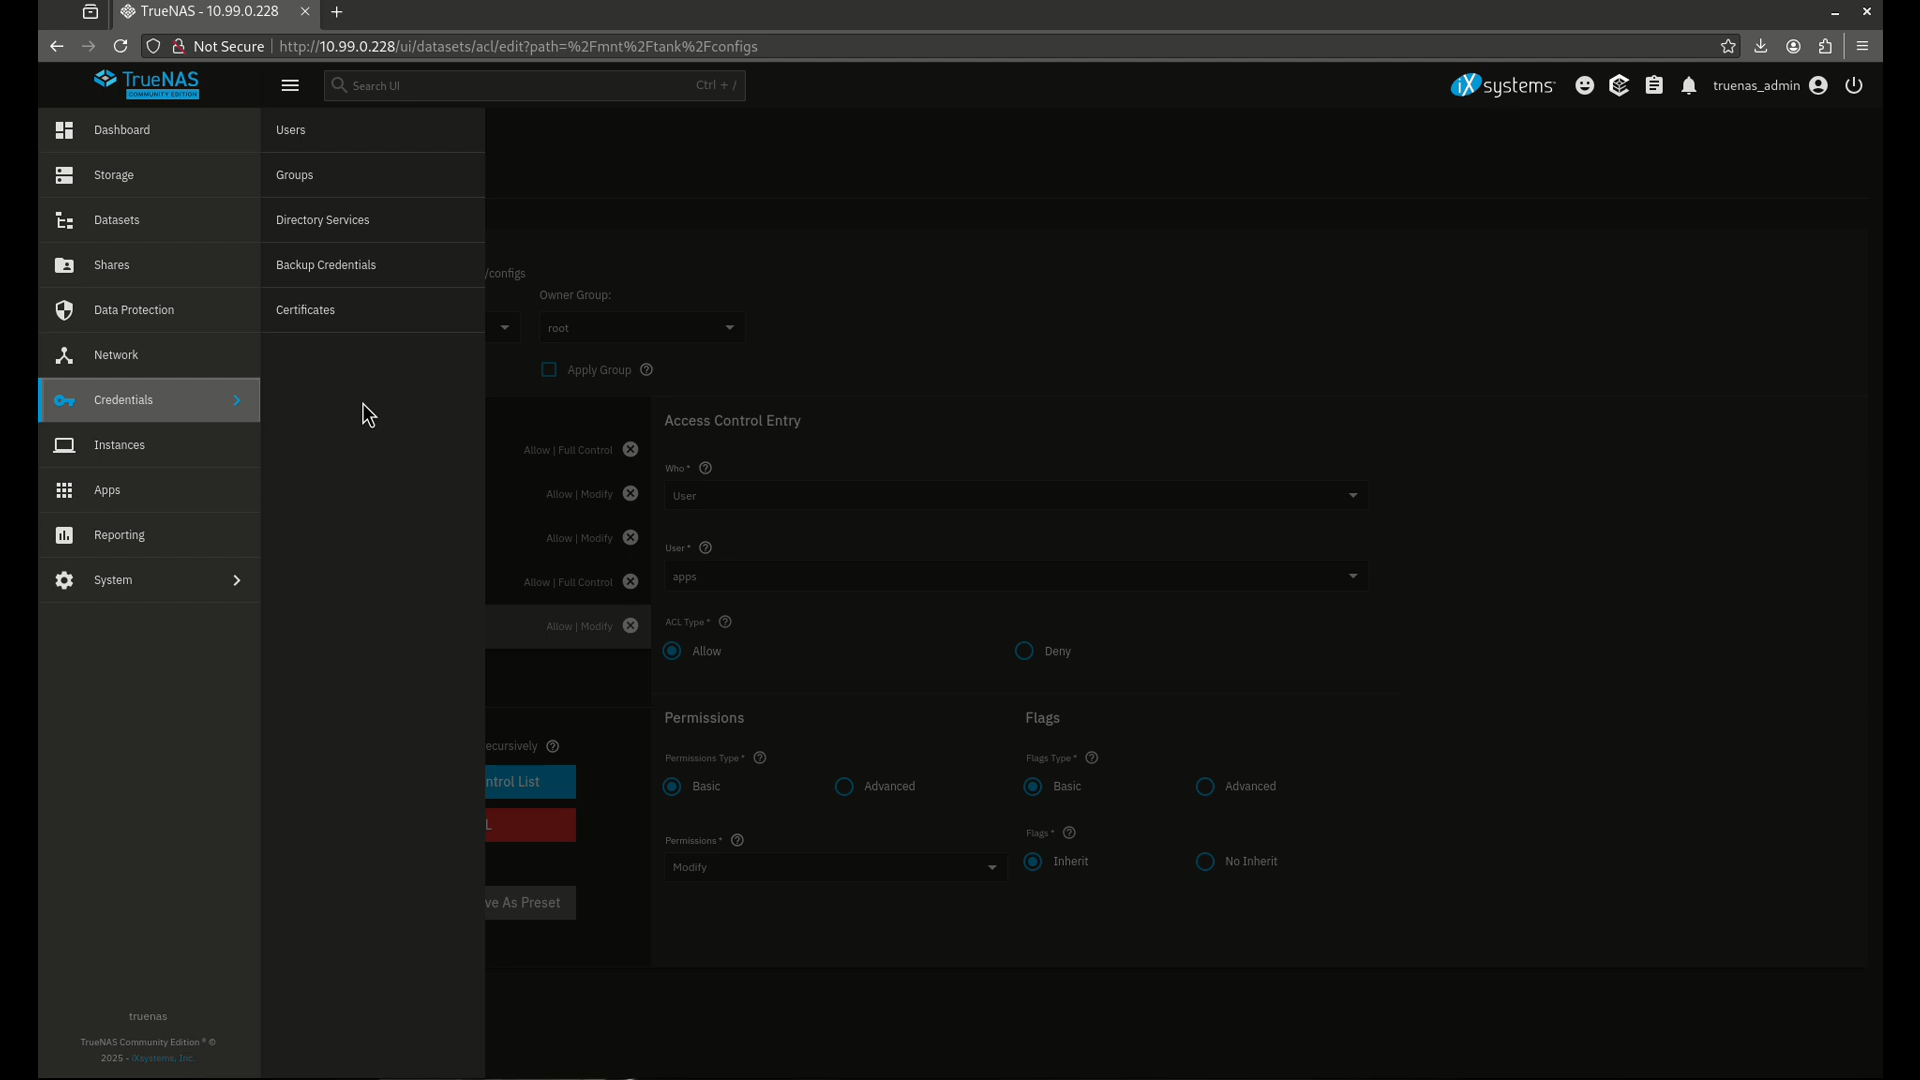 TrueNAS - 10.99.0.228
Not Secure
http://10.99.0.228/ui/datasets/acl/edit?path=%2Fmnt%2Ftank%2Fconfigs
TrueNAS
COMMUNITY EDITION
Search UI
Ctrl + /
iXsystems
truenas_admin
Dashboard
Storage
Datasets
Shares
Data Protection
Network
Credentials
Instances
Apps
Reporting
System
Users
Groups
Directory Services
Backup Credentials
Certificates
/configs
Owner Group:
root
Apply Group
Allow | Full Control
Allow | Modify
Allow | Modify
Allow | Full Control
Allow | Modify
ecursively
ntrol List
L
ve As Preset
Access Control Entry
Who *
User
User *
apps
ACL Type *
Allow
Deny
Permissions
Permissions Type *
Basic
Advanced
Permissions *
Modify
Flags
Flags Type *
Basic
Advanced
Flags *
Inherit
No Inherit
truenas
TrueNAS Community Edition ® ©
2025 - iXsystems, Inc.